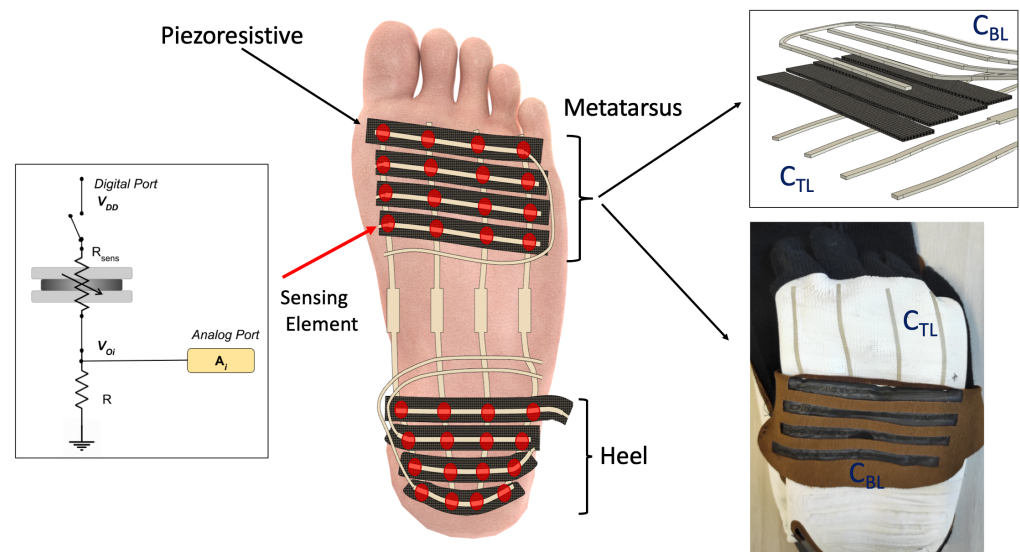 Piezoresistive
Metatarsus
Sensing
Element
Heel
Digital Port
V_DD
R_sens
V_Oi
Analog Port
A_i
R
C_BL
C_TL
C_TL
C_BL